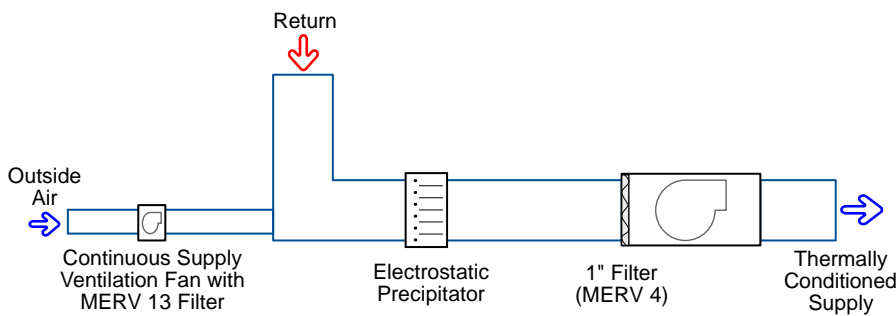 Return
Outside
Air
Continuous Supply
Ventilation Fan with
MERV 13 Filter
Electrostatic
Precipitator
1" Filter
(MERV 4)
Thermally
Conditioned
Supply